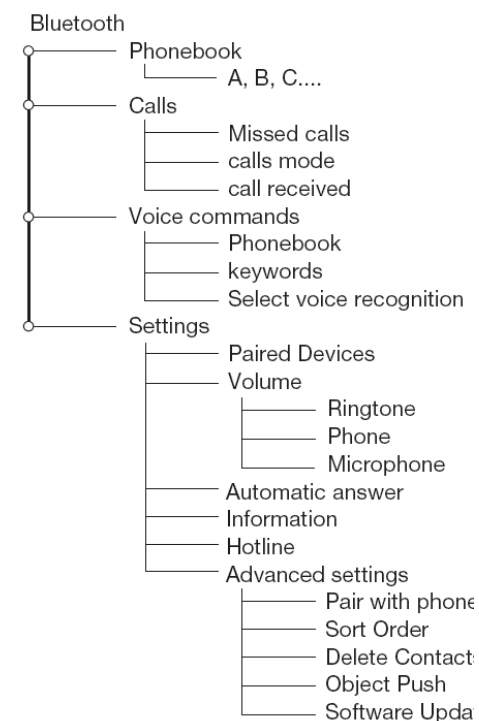 Bluetooth
Phonebook
A, B, C....
Calls
Missed calls
calls mode
call received
Voice commands
Phonebook
keywords
Select voice recognition
Settings
Paired Devices
Volume
Ringtone
Phone
Microphone
Automatic answer
Information
Hotline
Advanced settings
Pair with phone
Sort Order
Delete Contact
Object Push
Software Upda